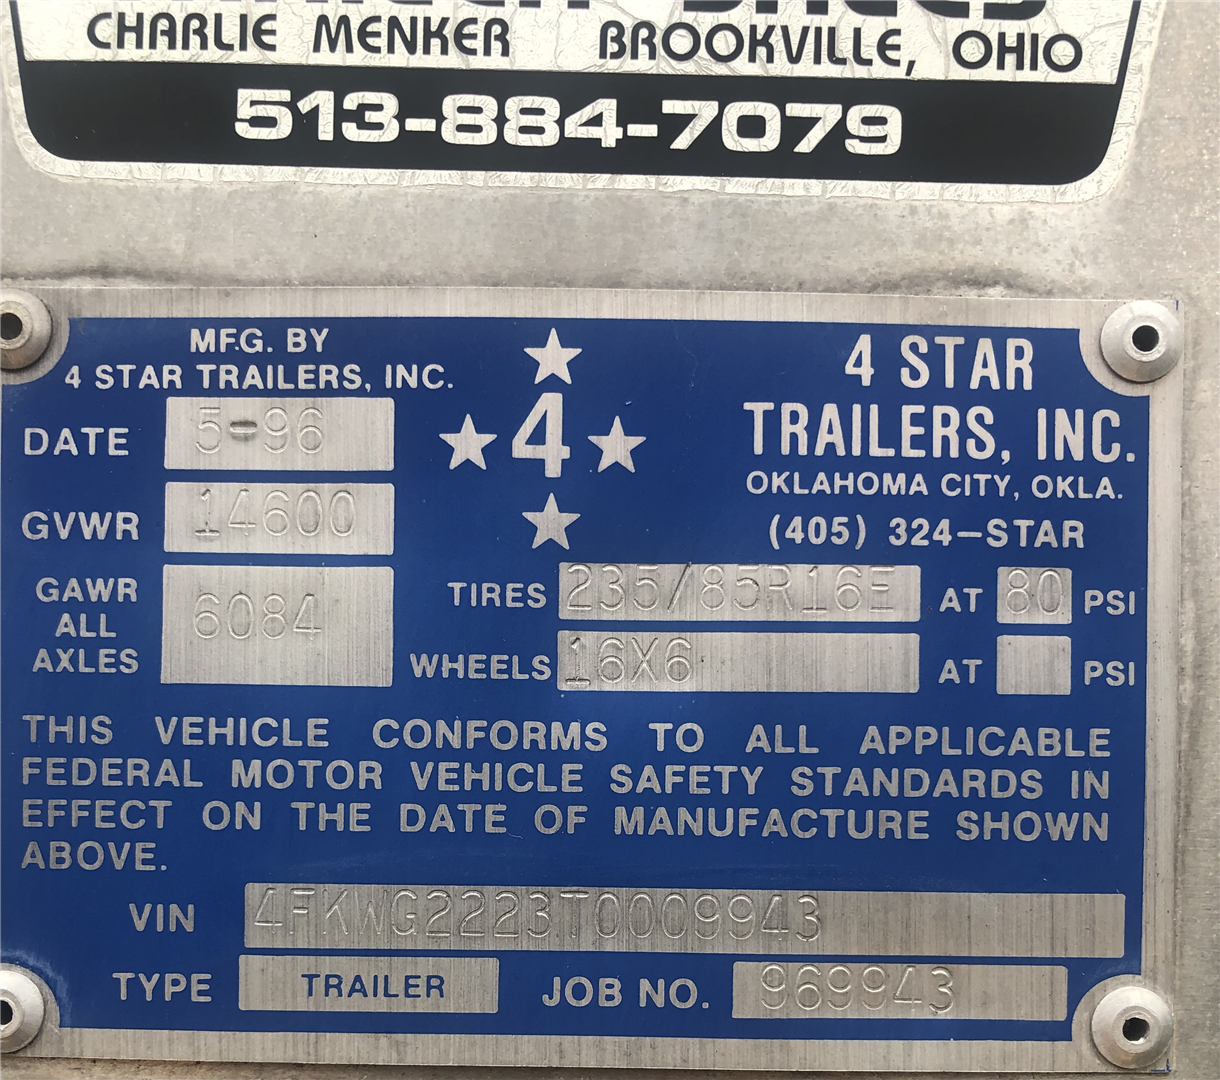 CHARLIE MENKER BROOKVILLE, OHIO
513-884-7079
MFG. BY
4 STAR TRAILERS, INC.
DATE 5-96
GVWR 14600
GAWR
ALL
AXLES
6084
4
4 STAR
TRAILERS, INC.
OKLAHOMA CITY, OKLA.
(405) 324-STAR
TIRES 235/85R16E AT 80 PSI
WHEELS 16X6 AT PSI
THIS VEHICLE CONFORMS TO ALL APPLICABLE
FEDERAL MOTOR VEHICLE SAFETY STANDARDS IN
EFFECT ON THE DATE OF MANUFACTURE SHOWN
ABOVE.
VIN 4FKWG2223T0009943
TYPE TRAILER JOB NO. 969943